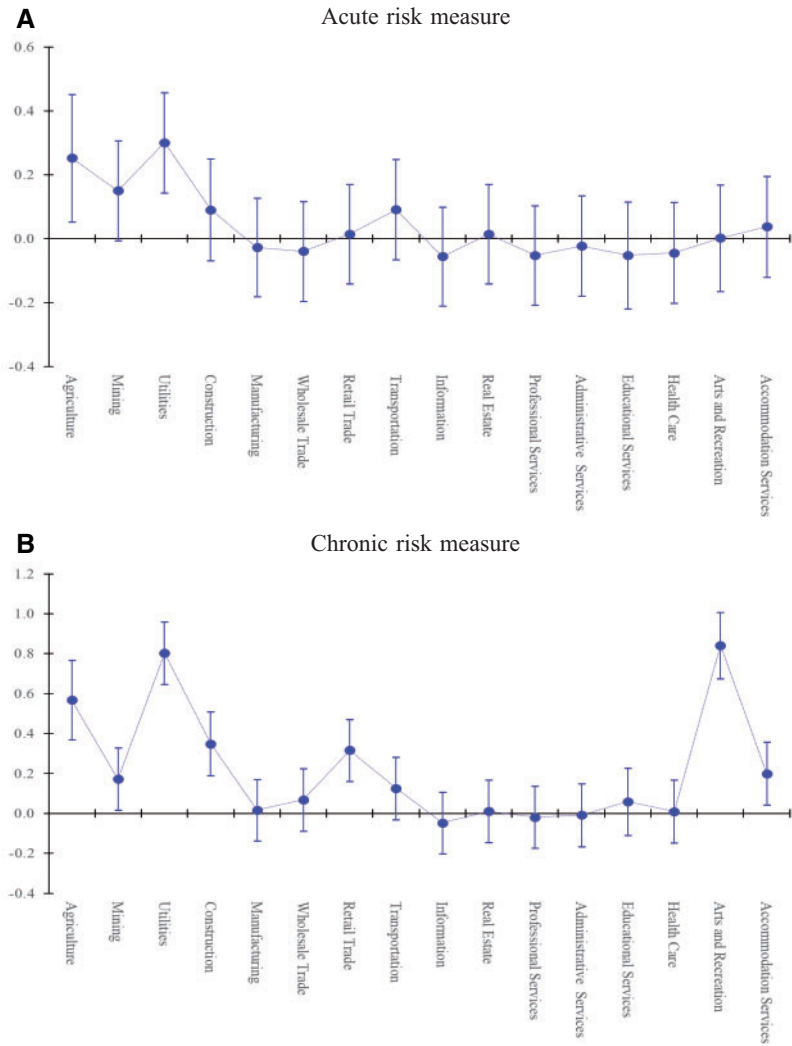 A
Acute risk measure
0.6
0.4
0.2
0.0
-0.2
-0.4
Agriculture
Mining
Utilities
Construction
Manufacturing
Wholesale Trade
Retail Trade
Transportation
Information
Real Estate
Professional Services
Administrative Services
Educational Services
Health Care
Arts and Recreation
Accommodation Services
B
Chronic risk measure
1.2
1.0
0.8
0.6
0.4
0.2
0.0
-0.2
-0.4
Agriculture
Mining
Utilities
Construction
Manufacturing
Wholesale Trade
Retail Trade
Transportation
Information
Real Estate
Professional Services
Administrative Services
Educational Services
Health Care
Arts and Recreation
Accommodation Services